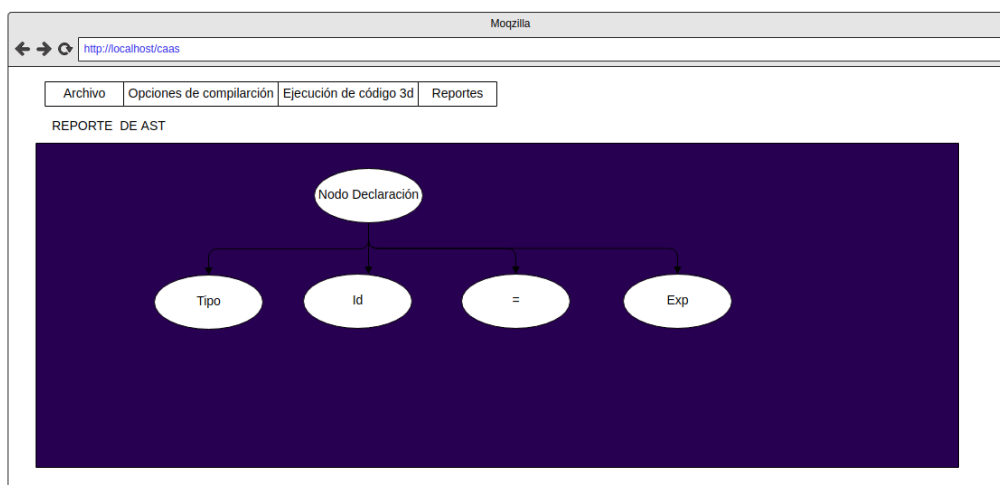 Moqzilla
http://localhost/caas
Archivo Opciones de compilarción Ejecución de código 3d Reportes
REPORTE DE AST
Nodo Declaración
Tipo Id = Exp